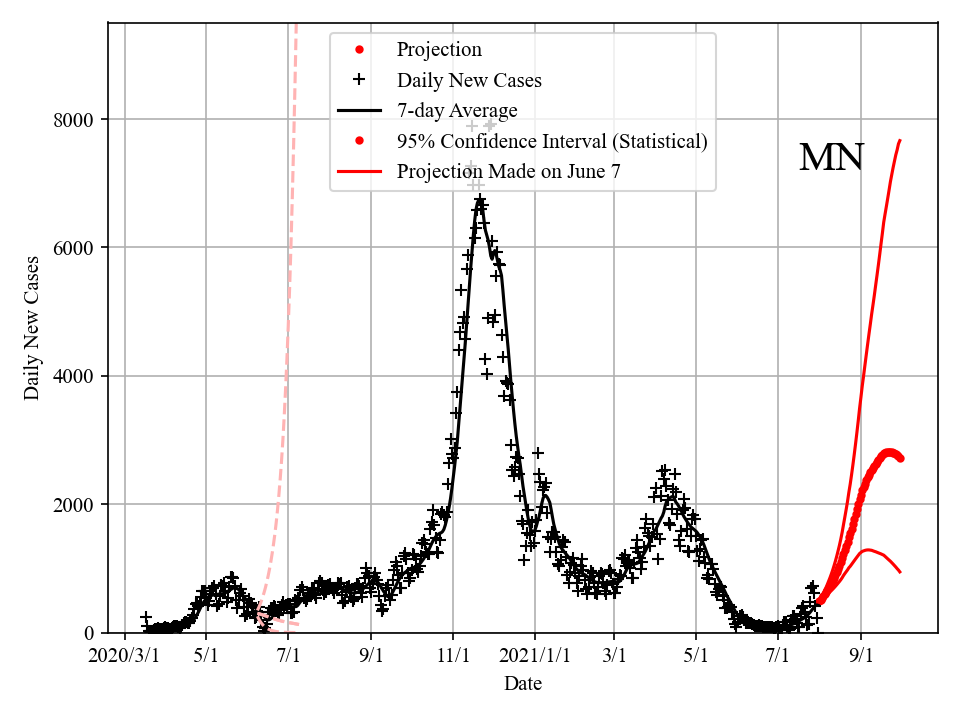 Projection
Daily New Cases
7-day Average
95% Confidence Interval (Statistical)
Projection Made on June 7
MN
8000
6000
4000
2000
0
Daily New Cases
2020/3/1 5/1 7/1 9/1 11/1 2021/1/1 3/1 5/1 7/1 9/1
Date